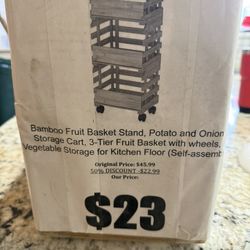 Bamboo Fruit Basket Stand, Potato and Onion
Storage Cart, 3-Tier Fruit Basket with wheels,
Vegetable Storage for Kitchen Floor (Self-assemb
Original Price: $45.99
50% DISCOUNT -$22.99
Our Price:
$23